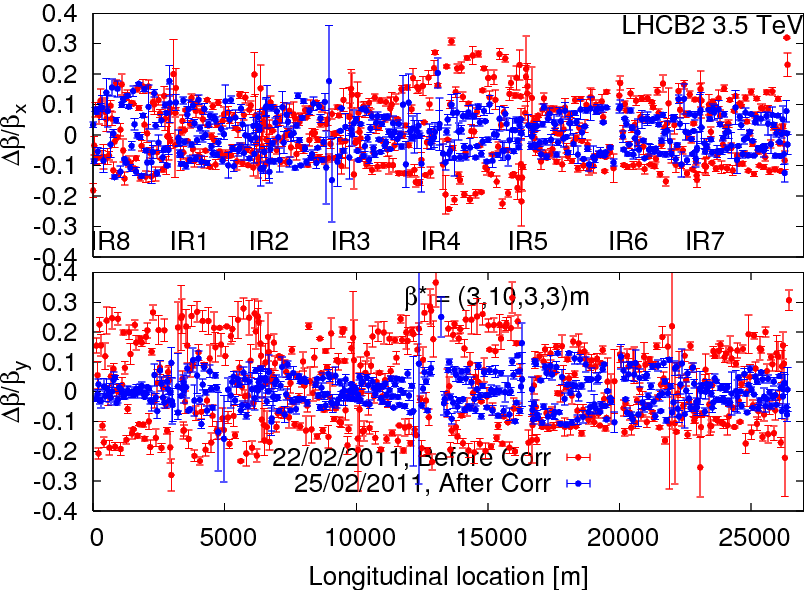 LHCB2 3.5 TeV
0.4
0.3
0.2
0.1
0
-0.1
-0.2
-0.3
-0.4
Δβ/βx
IR8 IR1 IR2 IR3 IR4 IR5 IR6 IR7
0.4
0.3
0.2
0.1
0
-0.1
-0.2
-0.3
-0.4
Δβ/βy
β* = (3,10,3,3)m
22/02/2011, Before Corr
25/02/2011, After Corr
0 5000 10000 15000 20000 25000
Longitudinal location [m]